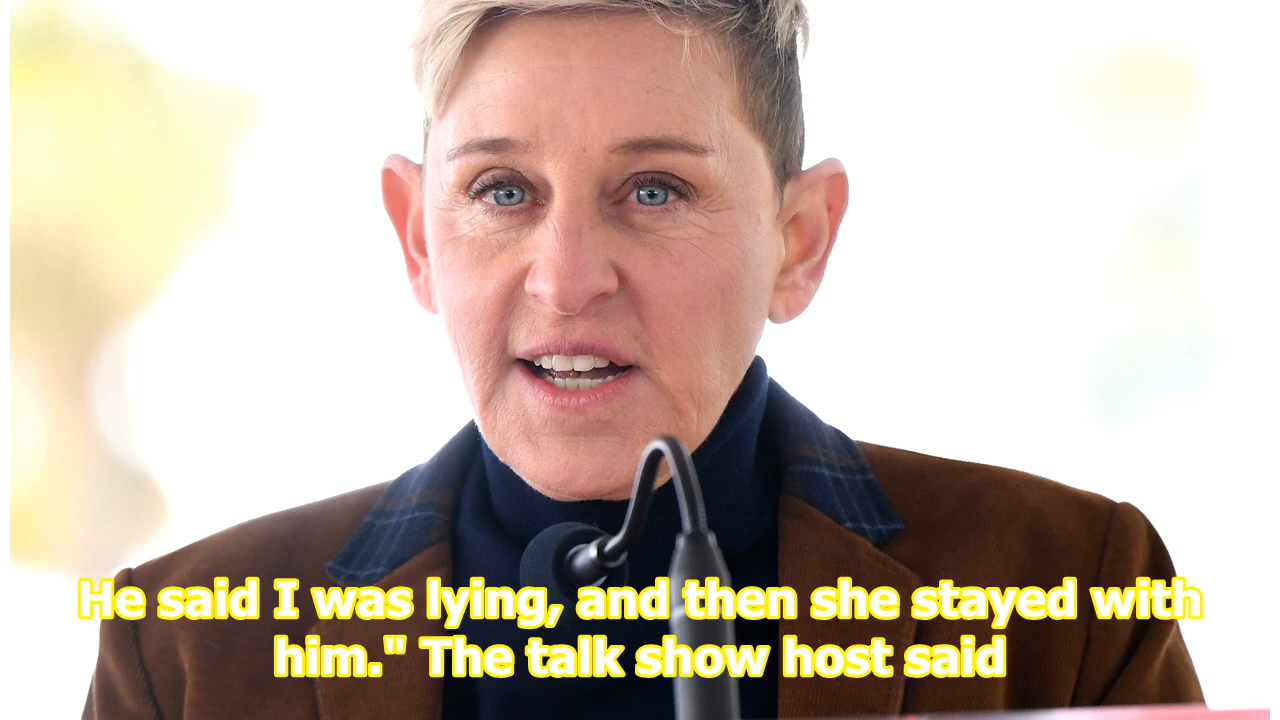 He said I was lying, and then she stayed with
him." The talk show host said